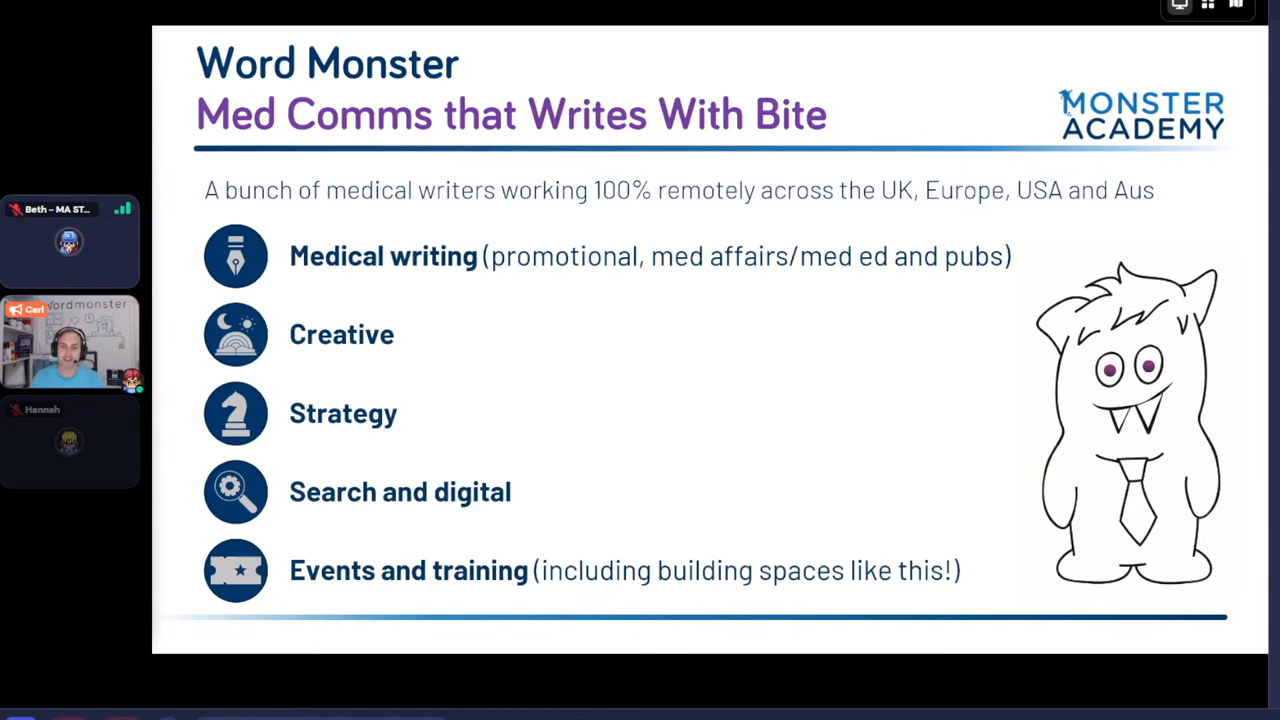 Word Monster
Med Comms that Writes With Bite
MONSTER
ACADEMY
A bunch of medical writers working 100% remotely across the UK, Europe, USA and Aus
Medical writing (promotional, med affairs/med ed and pubs)
Creative
Strategy
Search and digital
Events and training (including building spaces like this!)
Beth – MA ST...
Carl
wordmonster
Hannah